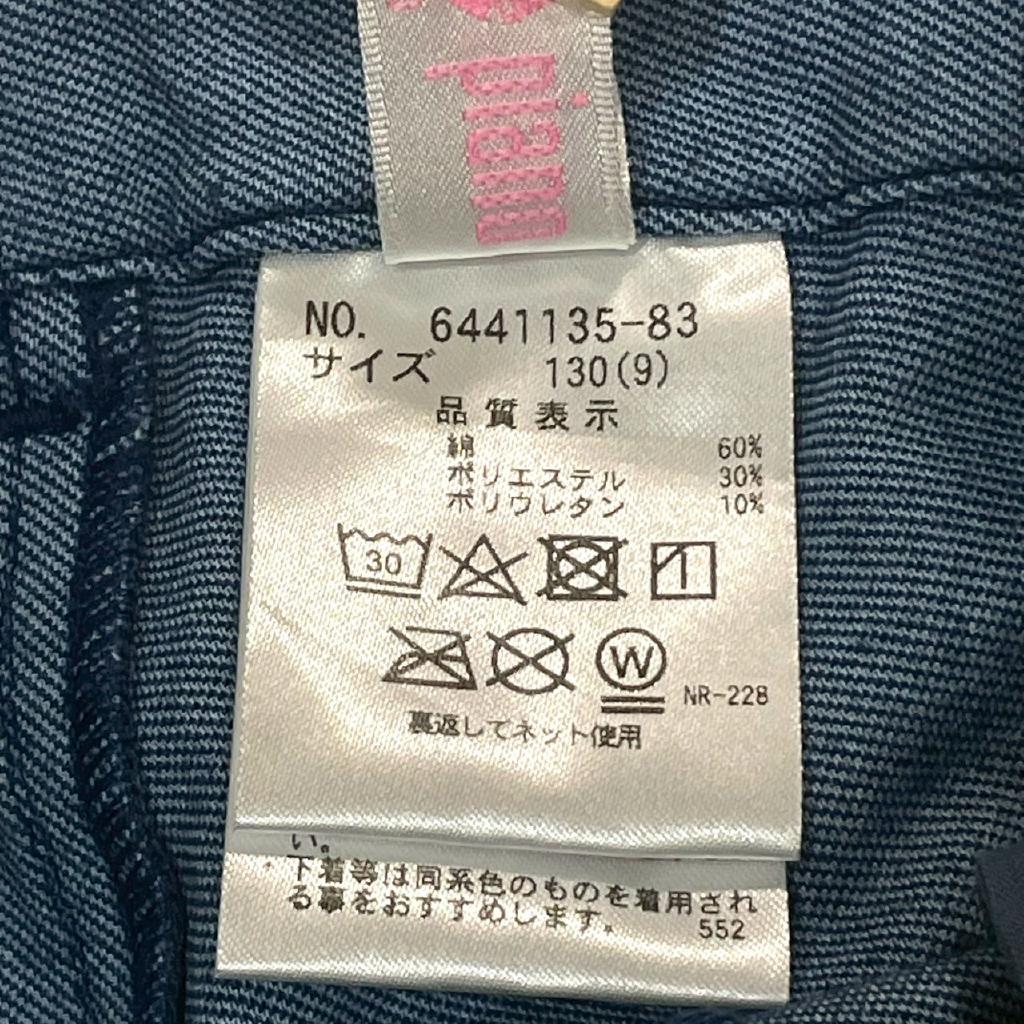 piano
NO. 6441135-83
サイズ 130(9)
品質表示
綿 60%
ポリエステル 30%
ポリウレタン 10%
30
W
NR-228
裏返してネット使用
い。
下着等は同系色のものを着用され
る事をおすすめします。
552